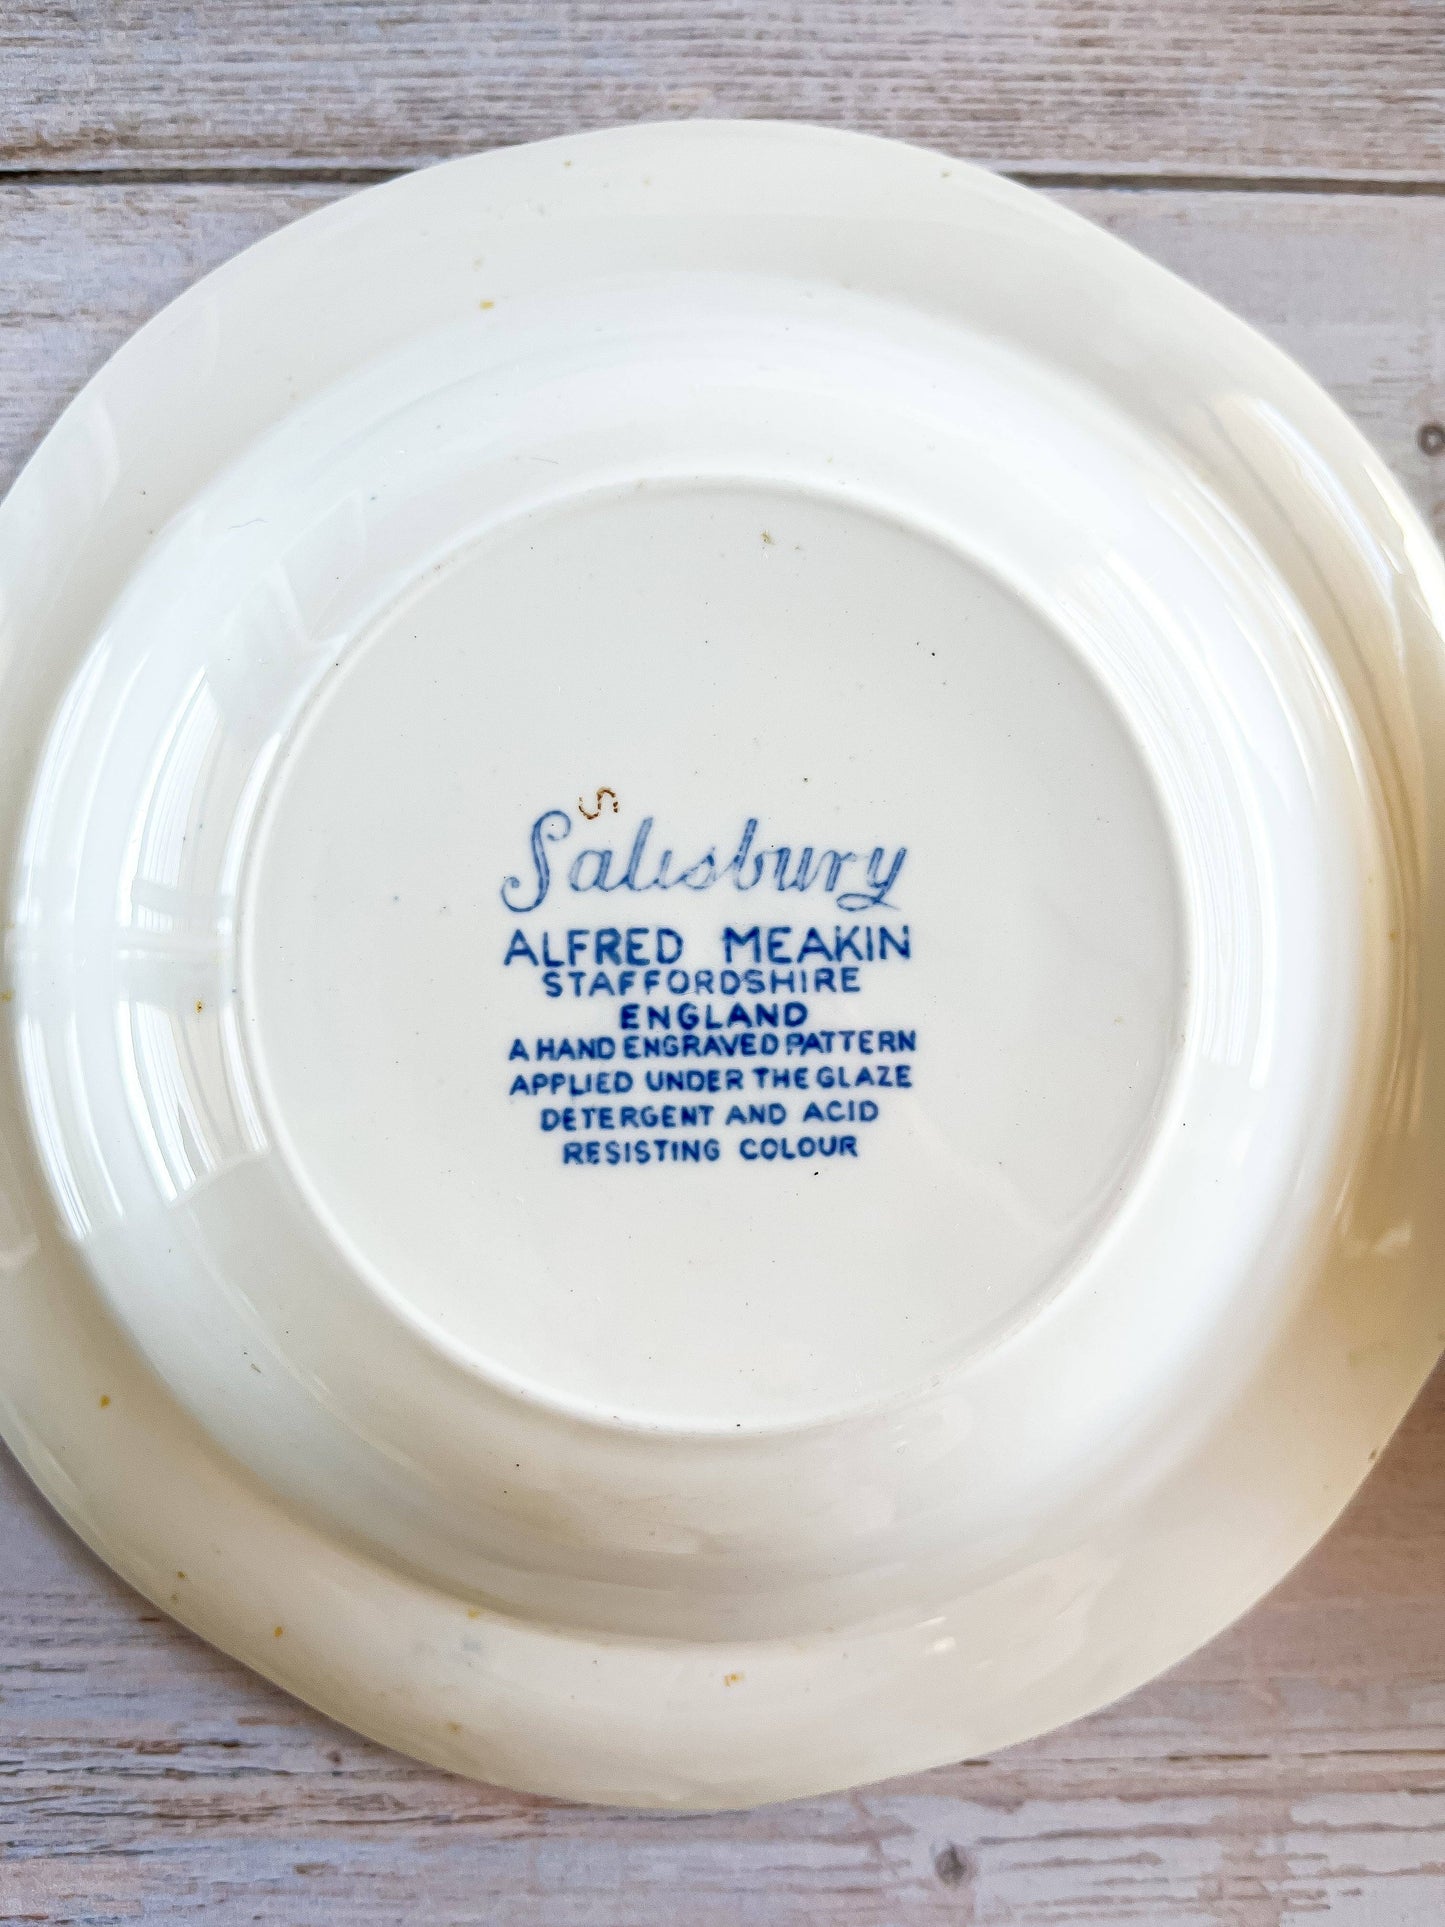 S
Salisbury
ALFRED MEAKIN
STAFFORDSHIRE
ENGLAND
A HAND ENGRAVED PATTERN
APPLIED UNDER THE GLAZE
DETERGENT AND ACID
RESISTING COLOUR